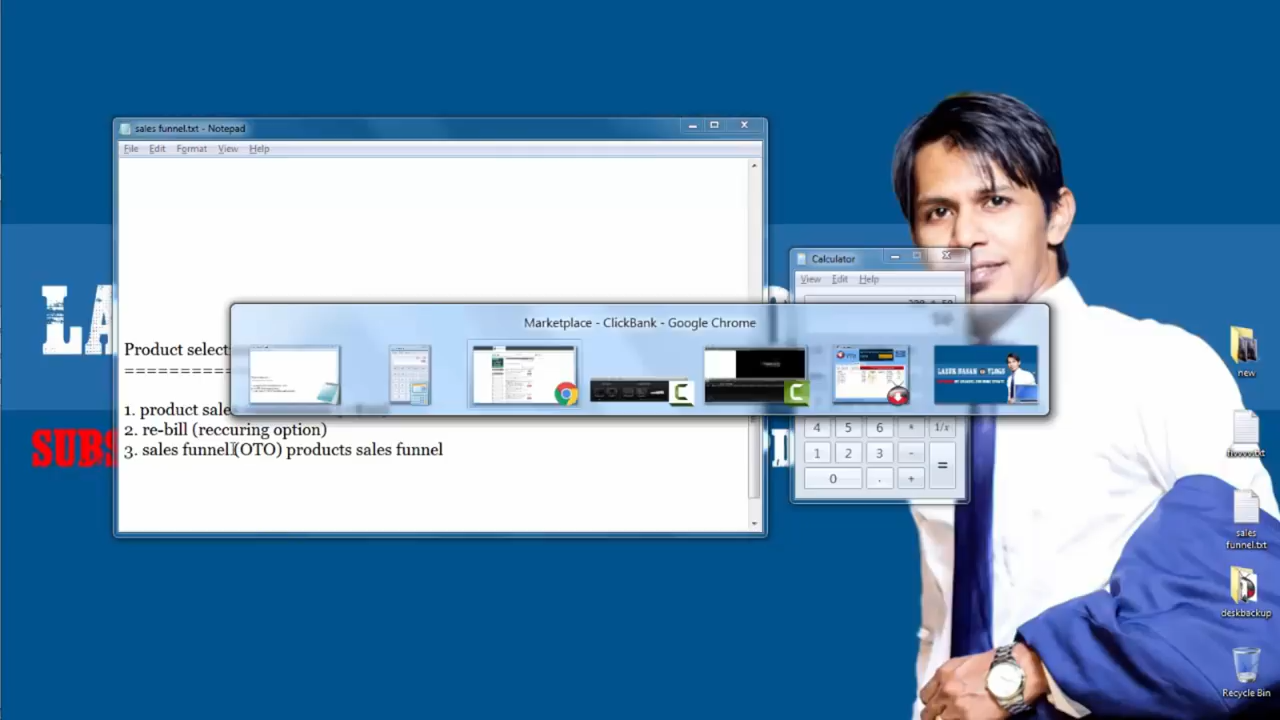 sales funnel.txt - Notepad
File Edit Format View Help
Product select
==========
1. product sale
2. re-bill (reccuring option)
3. sales funnel(OTO) products sales funnel
Marketplace - ClickBank - Google Chrome
Calculator
View Edit Help
4 5 6 * 1/x
1 2 3 - =
0 . +
LA
SUBS
new
sales
funnel.txt
deskbackup
Recycle Bin